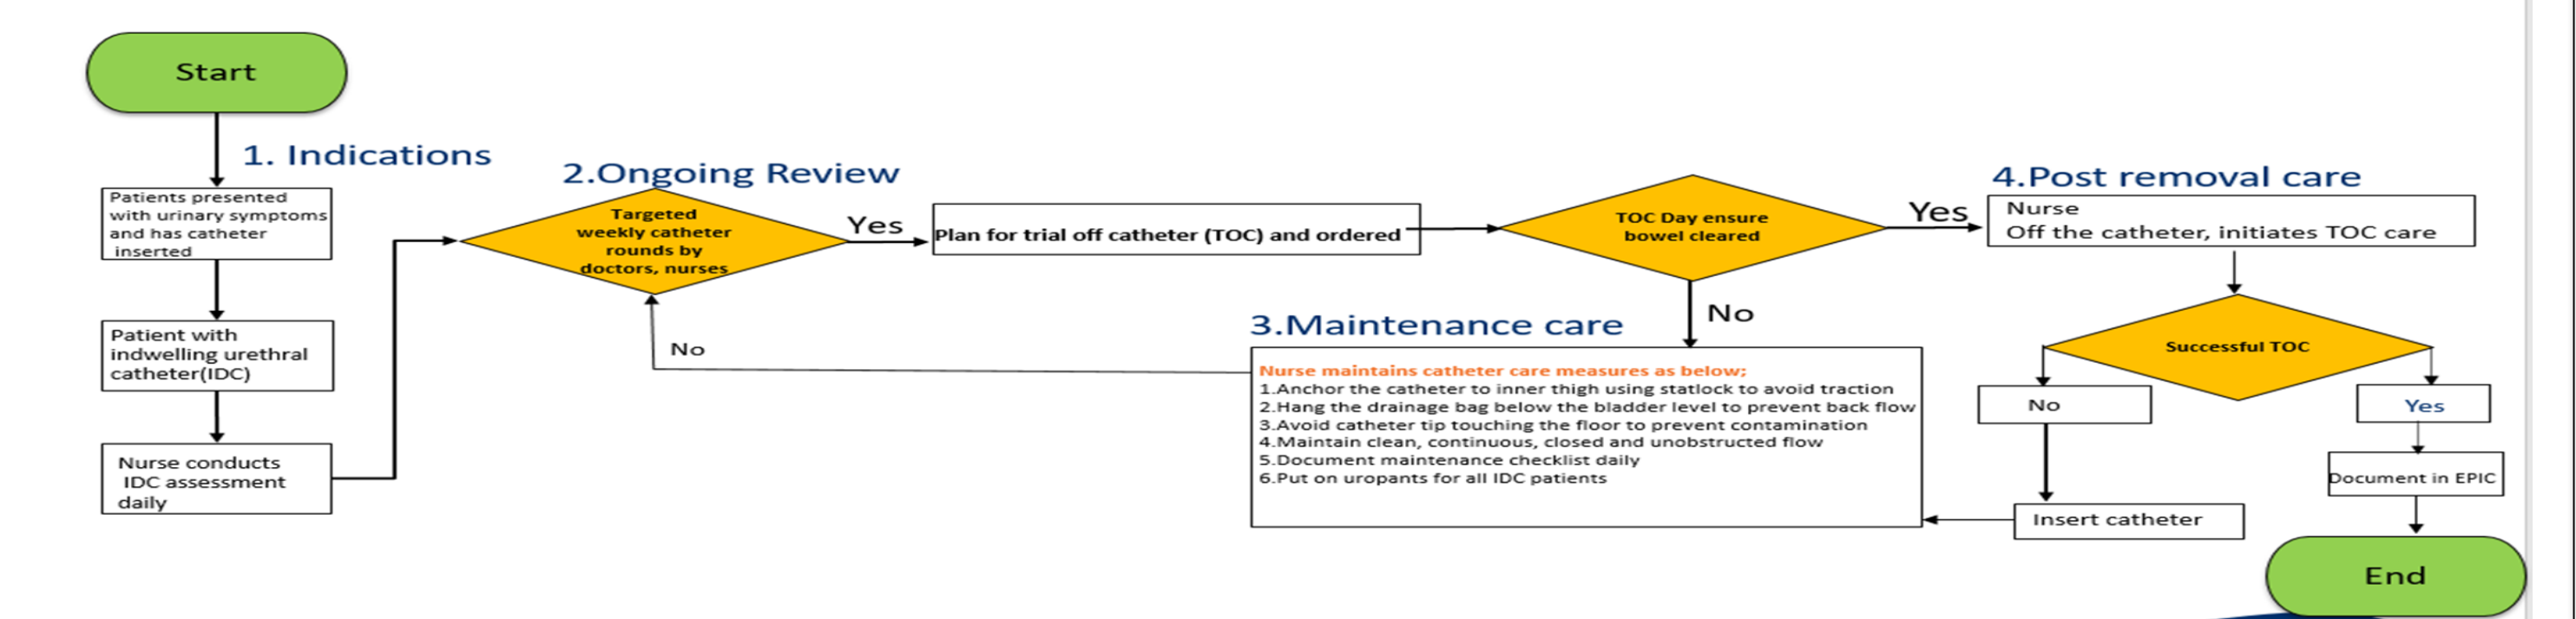 Start
1. Indications
Patients presented
with urinary symptoms
and has catheter
inserted
Patient with
indwelling urethral
catheter(IDC)
Nurse conducts
IDC assessment
daily
2.Ongoing Review
Targeted
weekly catheter
rounds by
doctors, nurses
Yes
Plan for trial off catheter (TOC) and ordered
TOC Day ensure
bowel cleared
Yes
No
3.Maintenance care
Nurse maintains catheter care measures as below;
1.Anchor the catheter to inner thigh using statlock to avoid traction
2.Hang the drainage bag below the bladder level to prevent back flow
3.Avoid catheter tip touching the floor to prevent contamination
4.Maintain clean, continuous, closed and unobstructed flow
5.Document maintenance checklist daily
6.Put on uropants for all IDC patients
No
4.Post removal care
Nurse
Off the catheter, initiates TOC care
Successful TOC
No
Insert catheter
Yes
Document in EPIC
End